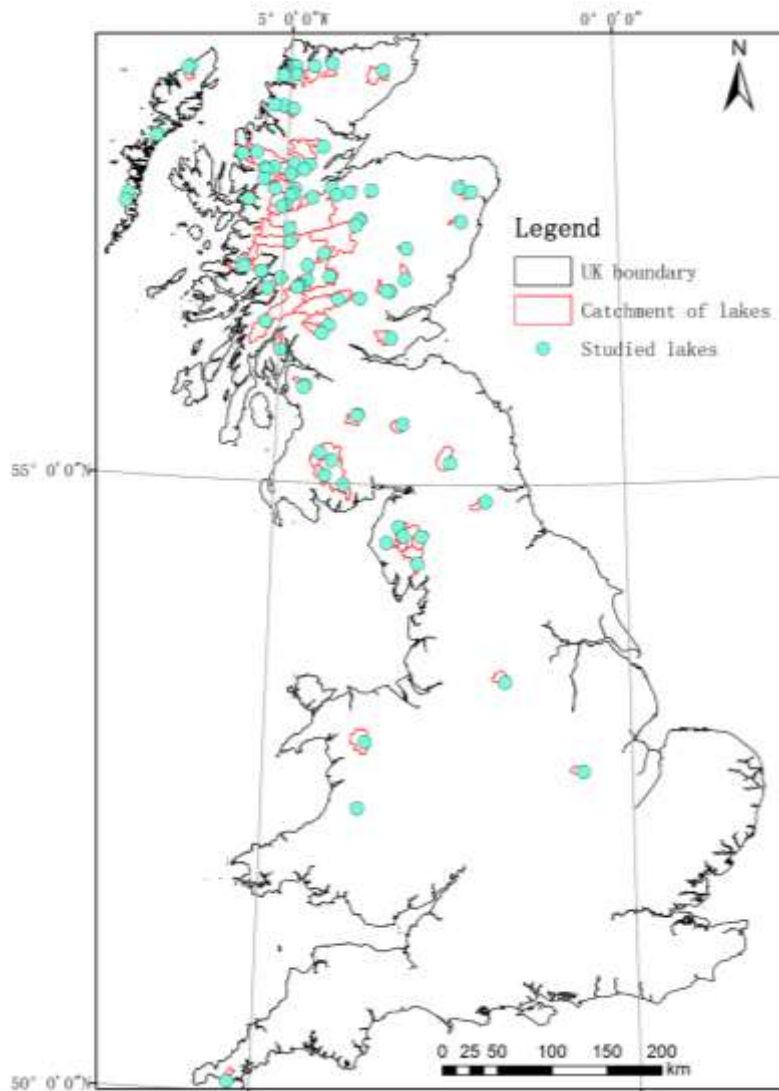 5° 0′0″W 0° 0′0″
N
Legend
UK boundary
Catchment of lakes
Studied lakes
55° 0′0″N
50° 0′0″N
0 25 50 100 150 200
km